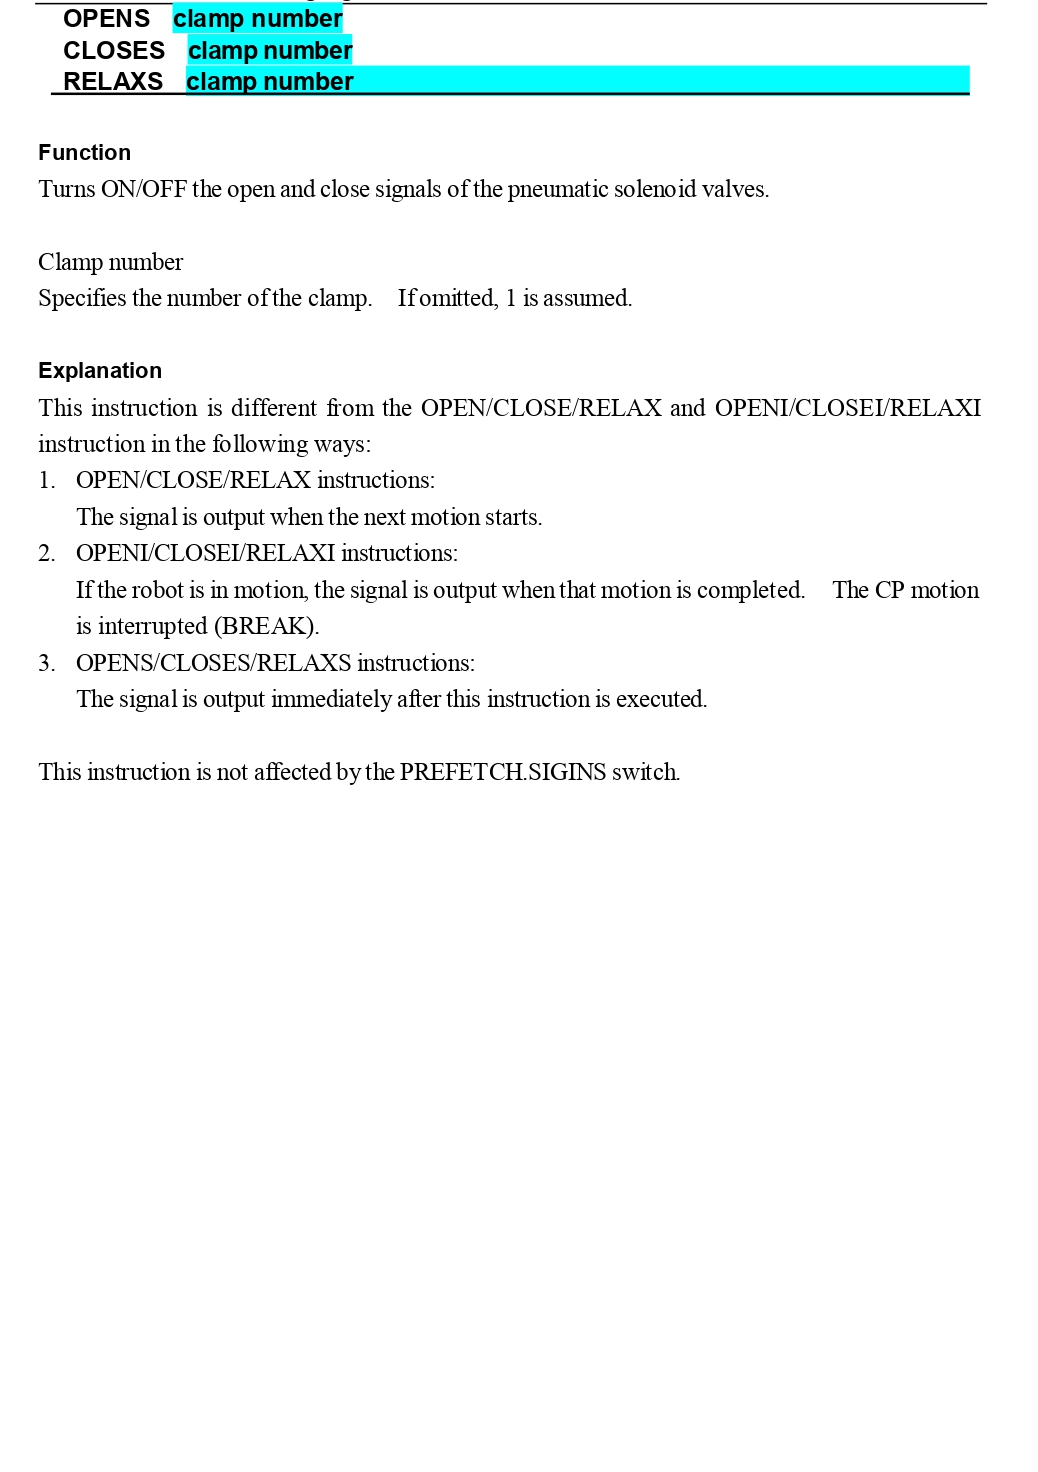 OPENS clamp number
CLOSES clamp number
RELAXS clamp number
Function
Turns ON/OFF the open and close signals of the pneumatic solenoid valves.
Clamp number
Specifies the number of the clamp. If omitted, 1 is assumed.
Explanation
This instruction is different from the OPEN/CLOSE/RELAX and OPENI/CLOSEI/RELAXI
instruction in the following ways:
1. OPEN/CLOSE/RELAX instructions:
The signal is output when the next motion starts.
2. OPENI/CLOSEI/RELAXI instructions:
If the robot is in motion, the signal is output when that motion is completed. The CP motion
is interrupted (BREAK).
3. OPENS/CLOSES/RELAXS instructions:
The signal is output immediately after this instruction is executed.
This instruction is not affected by the PREFETCH.SIGINS switch.